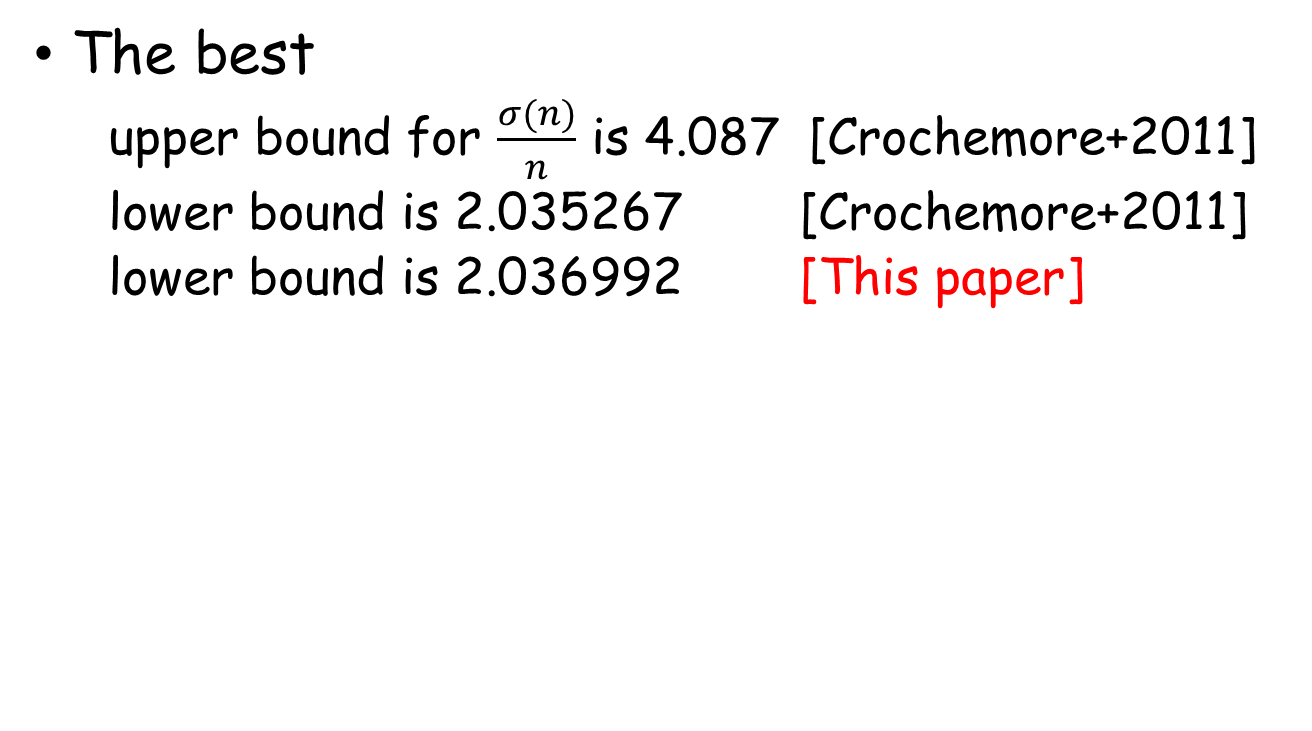 • The best
upper bound for σ(n)/n is 4.087 [Crochemore+2011]
lower bound is 2.035267 [Crochemore+2011]
lower bound is 2.036992 [This paper]